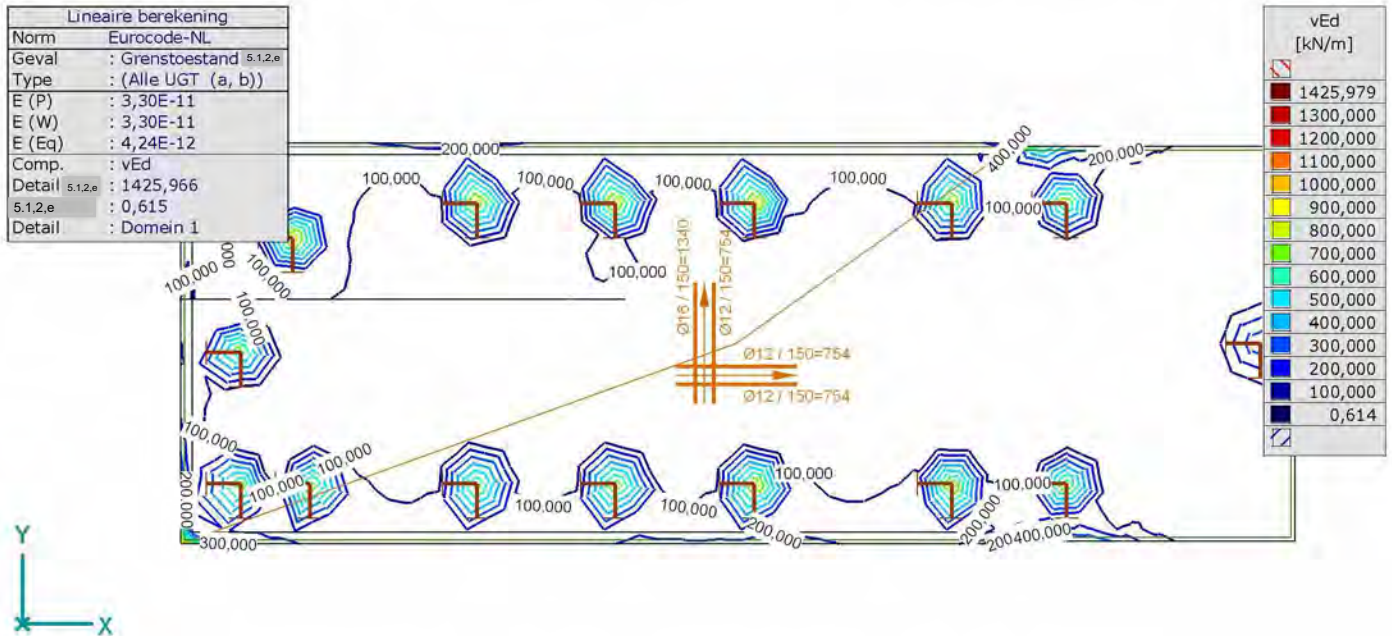 Lineaire berekening
Norm Eurocode-NL
Geval : Grenstoestand 5.1,2,e
Type : (Alle UGT (a, b))
E (P) : 3,30E-11
E (W) : 3,30E-11
E (Eq) : 4,24E-12
Comp. : vEd
Detail 5.1,2,e : 1425,966
5.1,2,e : 0,615
Detail : Domein 1
vEd
[kN/m]
1425,979
1300,000
1200,000
1100,000
1000,000
900,000
800,000
700,000
600,000
500,000
400,000
300,000
200,000
100,000
0,614
200,000
400,000
200,000
100,000
100,000
100,000
100,000
100,000
100,000
100,000
100,000
100,000
100,000
Ø16 / 150=1340
Ø12 / 150=754
Ø12 / 150=754
Ø12 / 150=754
100,000
100,000
200,000
100,000
100,000
100,000
100,000
100,000
100,000
200,000
200,000
200
400,000
300,000
Y
X